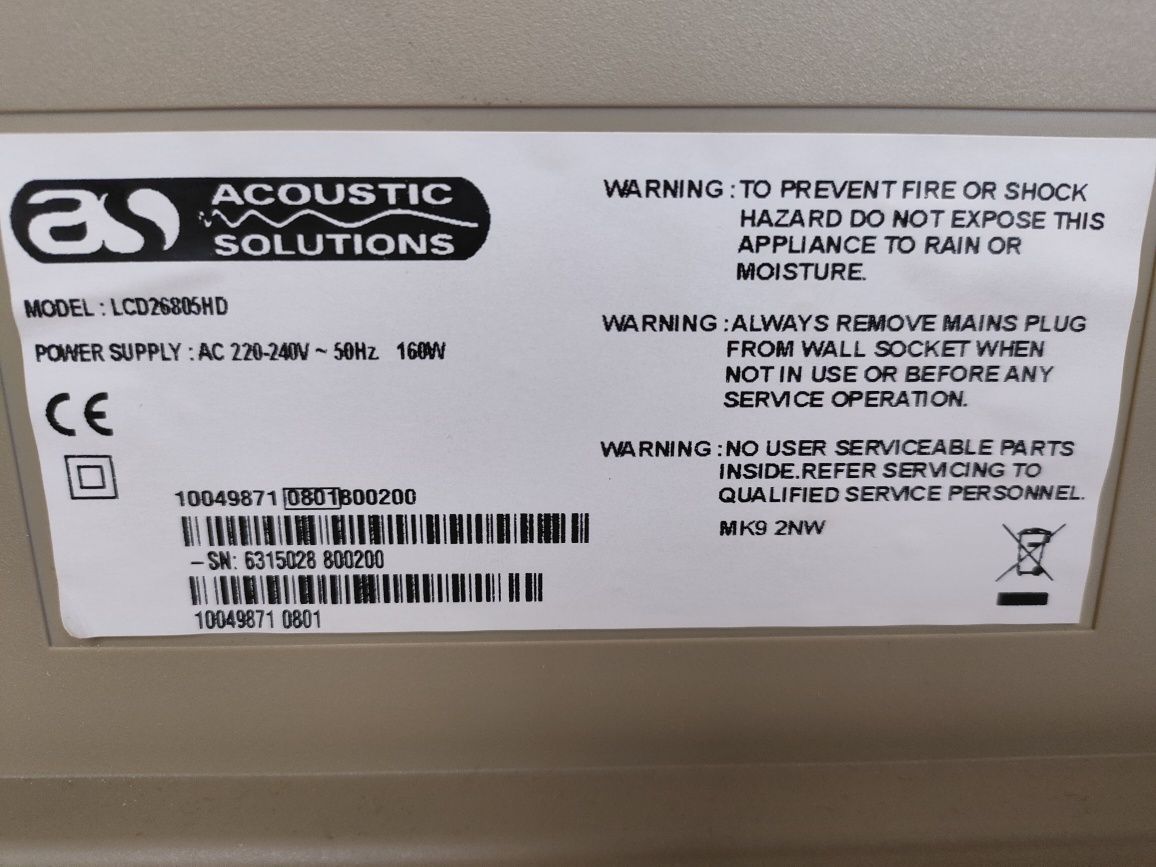 as ACOUSTIC
SOLUTIONS
MODEL : LCD26805HD
POWER SUPPLY : AC 220-240V ~ 50Hz 160W
CE
10049871 0801800200
-SN: 6315028 800200
10049871 0801
WARNING : TO PREVENT FIRE OR SHOCK
HAZARD DO NOT EXPOSE THIS
APPLIANCE TO RAIN OR
MOISTURE.
WARNING : ALWAYS REMOVE MAINS PLUG
FROM WALL SOCKET WHEN
NOT IN USE OR BEFORE ANY
SERVICE OPERATION.
WARNING : NO USER SERVICEABLE PARTS
INSIDE.REFER SERVICING TO
QUALIFIED SERVICE PERSONNEL.
MK9 2NW